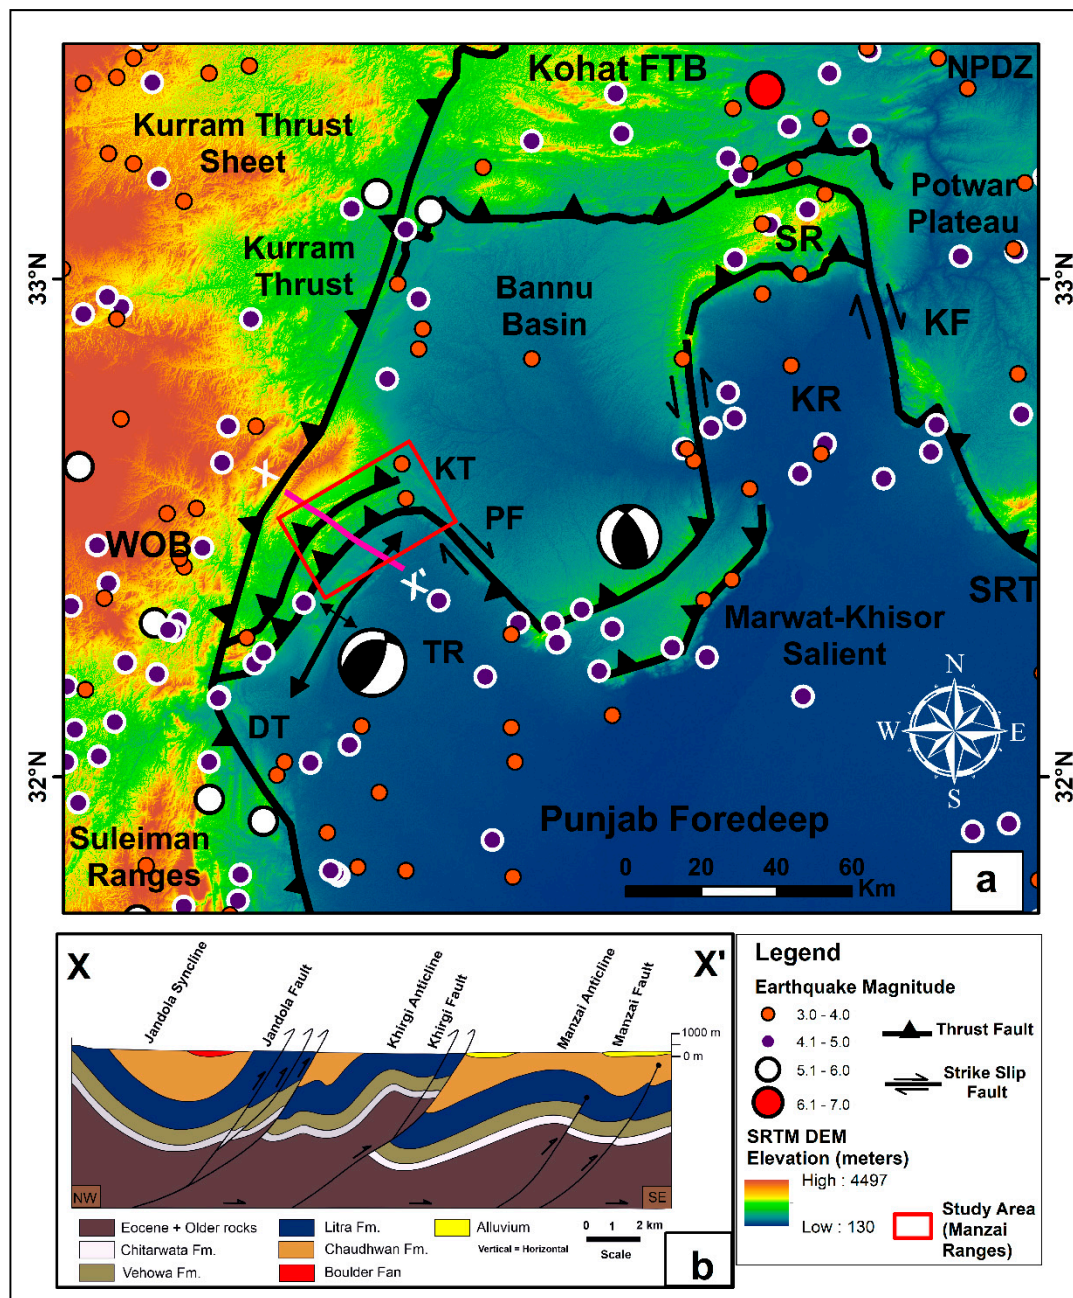 Kohat FTB
NPDZ
Kurram Thrust
Sheet
Potwar
Plateau
SR
Kurram
Thrust
33°N
33°N
Bannu
Basin
KF
KR
X
KT
PF
WOB
X'
SRT
TR
Marwat-Khisor
Salient
N
W
E
S
DT
32°N
32°N
Suleiman
Ranges
Punjab Foredeep
0 20 40 60
Km
a
X
X'
Jandola Syncline
Jandola Fault
Khirgi Anticline
Khirgi Fault
Manzai Anticline
Manzai Fault
1000 m
0 m
NW
SE
Eocene + Older rocks
Litra Fm.
Alluvium
Chitarwata Fm.
Chaudhwan Fm.
Vehowa Fm.
Boulder Fan
0 1 2 km
Vertical = Horizontal
Scale
b
Legend
Earthquake Magnitude
3.0 - 4.0
4.1 - 5.0
5.1 - 6.0
6.1 - 7.0
Thrust Fault
Strike Slip
Fault
SRTM DEM
Elevation (meters)
High : 4497
Low : 130
Study Area
(Manzai
Ranges)